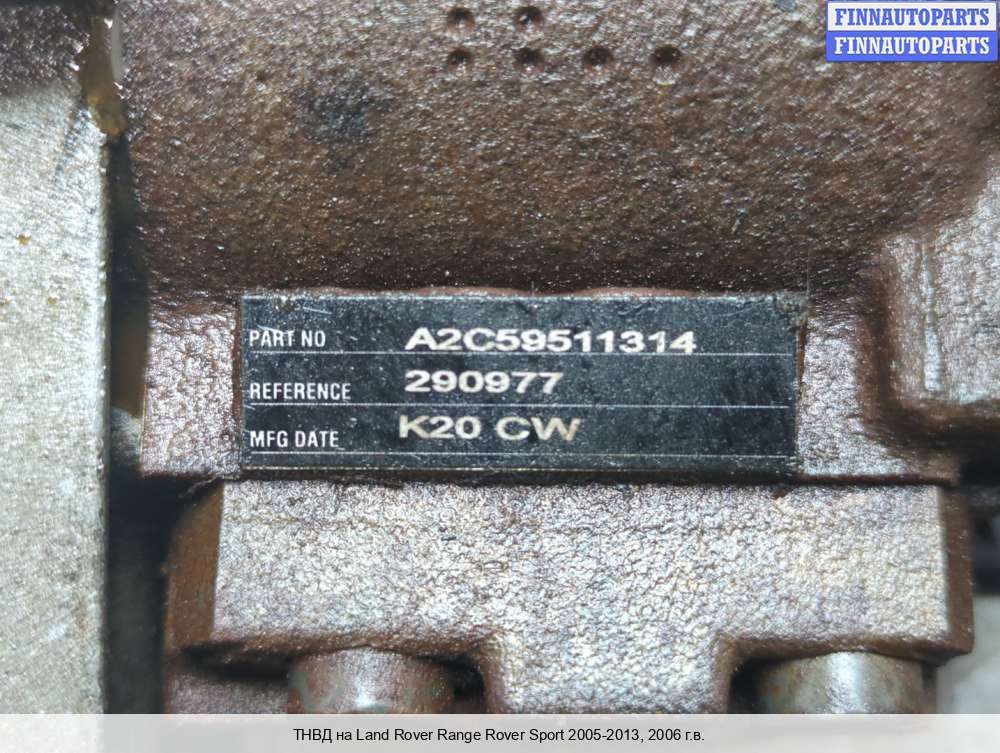 FINNAUTOPARTS
FINNAUTOPARTS
PART NO A2C59511314
REFERENCE 290977
MFG DATE K20 CW
ТНВД на Land Rover Range Rover Sport 2005-2013, 2006 г.в.